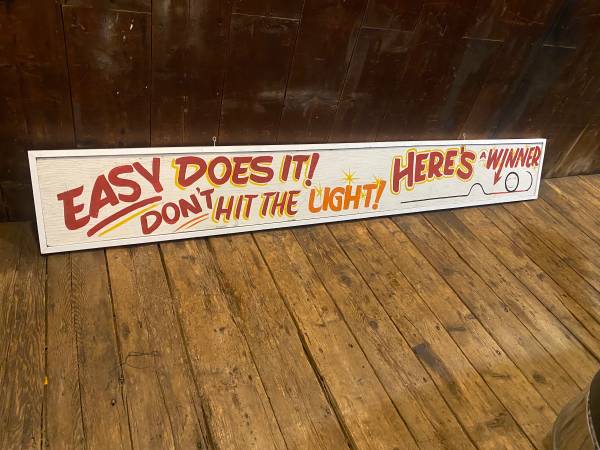 EASY DOES IT!
DON'T HIT THE LIGHT!
HERE'S A WINNER